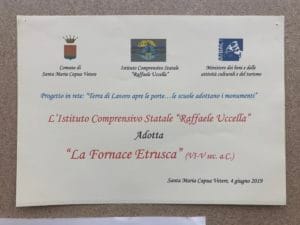 Comune di
Santa Maria Capua Vetere
Istituto Comprensivo Statale
"Raffaele Uccella"
Ministero dei beni e delle
attività culturali e del turismo
Progetto in rete: "Terra di Lavoro apre le porte…le scuole adottano i monumenti"
L'Istituto Comprensivo Statale "Raffaele Uccella"
Adotta
"La Fornace Etrusca" (VI-V sec. a.C.)
Santa Maria Capua Vetere, 4 giugno 2019